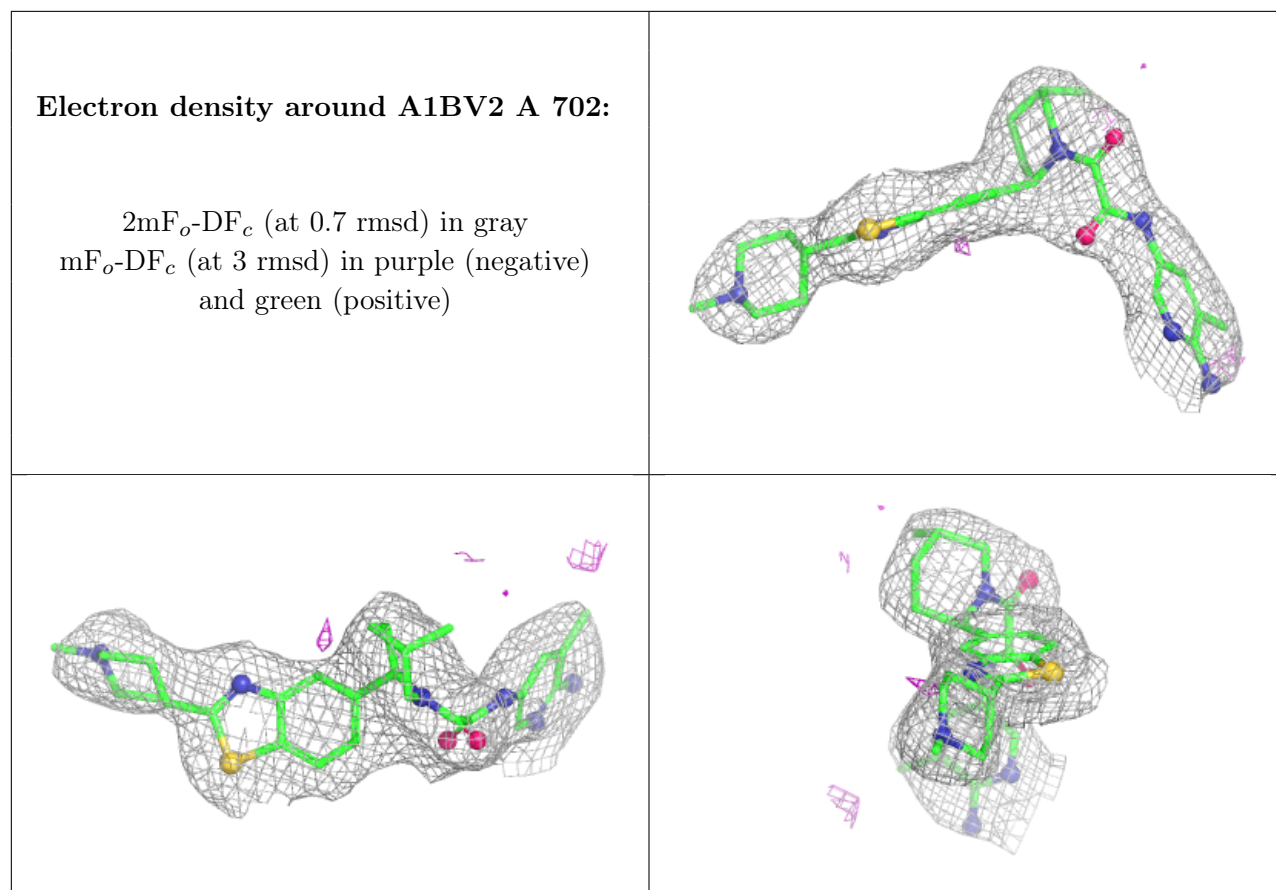 Electron density around A1BV2 A 702:
2mFo-DFc (at 0.7 rmsd) in gray
mFo-DFc (at 3 rmsd) in purple (negative)
and green (positive)